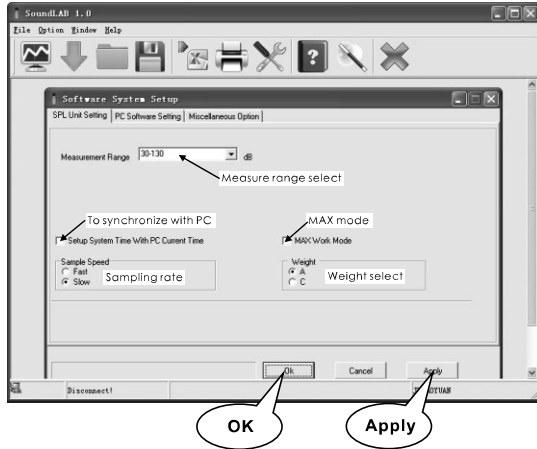 SoundLAB 1.0
File Option Window Help
Software System Setup
SPL Unit Setting PC Software Setting Miscellaneous Option
Measurement Range 30-130 dB
Measure range select
To synchronize with PC MAX mode
Setup System Time With PC Current Time MAX Work Mode
Sample Speed Weight
Fast A
Sampling rate Weight select
Slow C
Ok Cancel Apply
Disconnect!
OK Apply